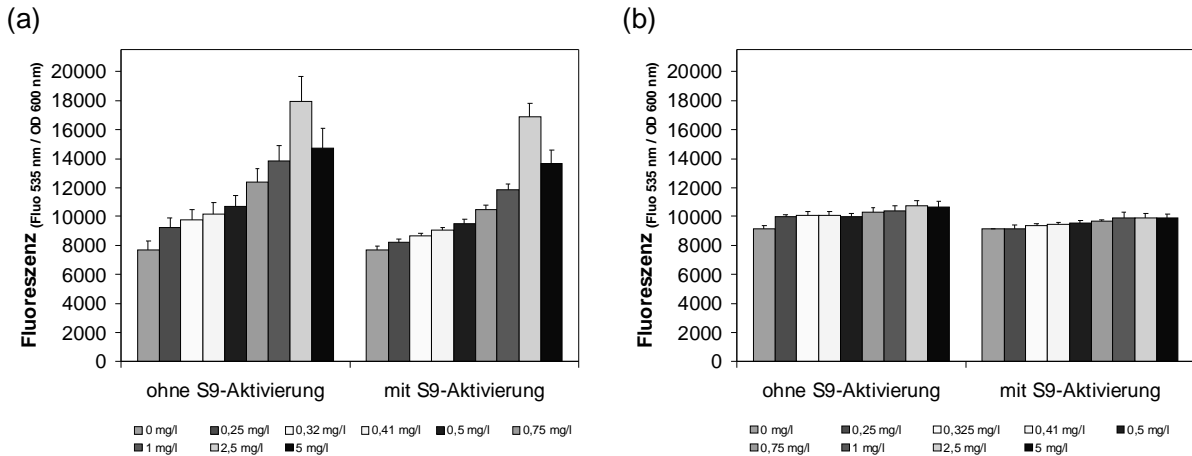 (a)
Fluoreszenz (Fluo 535 nm / OD 600 nm)
20000
18000
16000
14000
12000
10000
8000
6000
4000
2000
0
ohne S9-Aktivierung mit S9-Aktivierung
0 mg/l 0,25 mg/l 0,32 mg/l 0,41 mg/l 0,5 mg/l 0,75 mg/l
1 mg/l 2,5 mg/l 5 mg/l
(b)
Fluoreszenz (Fluo 535 nm / OD 600 nm)
20000
18000
16000
14000
12000
10000
8000
6000
4000
2000
0
ohne S9-Aktivierung mit S9-Aktivierung
0 mg/l 0,25 mg/l 0,325 mg/l 0,41 mg/l 0,5 mg/l
0,75 mg/l 1 mg/l 2,5 mg/l 5 mg/l